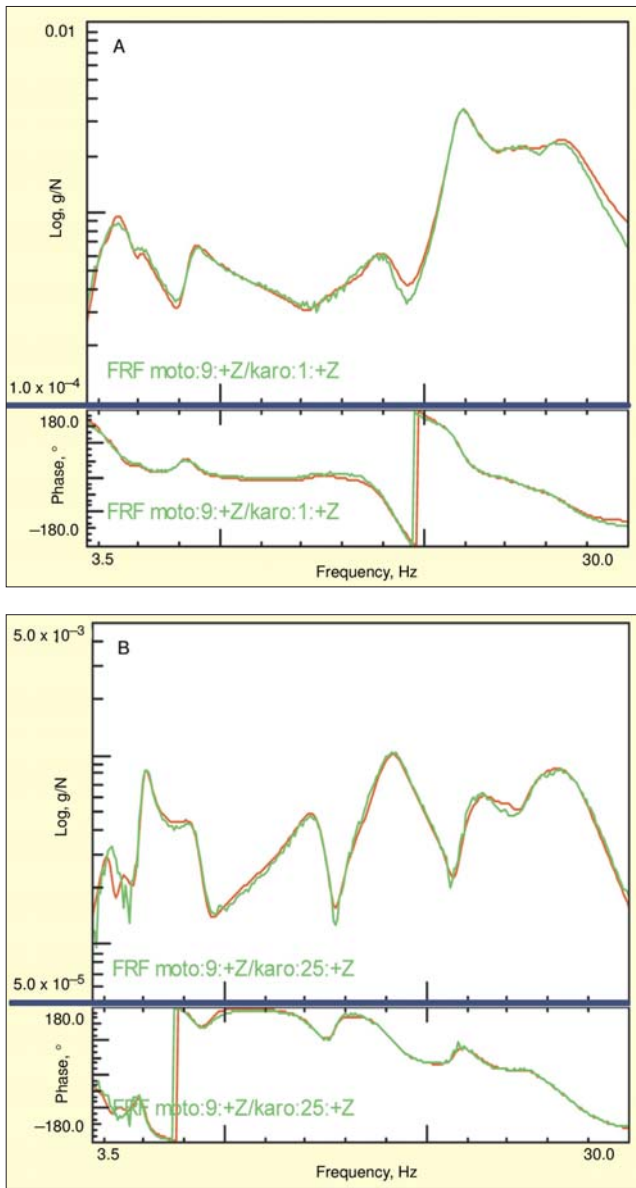 0.01
A
Log, g/N
FRF moto:9:+Z/karo:1:+Z
1.0 x 10⁻⁴
180.0
Phase, °
FRF moto:9:+Z/karo:1:+Z
−180.0
3.5
30.0
Frequency, Hz
5.0 x 10⁻³
B
Log, g/N
FRF moto:9:+Z/karo:25:+Z
5.0 x 10⁻⁵
180.0
Phase, °
FRF moto:9:+Z/karo:25:+Z
−180.0
3.5
30.0
Frequency, Hz